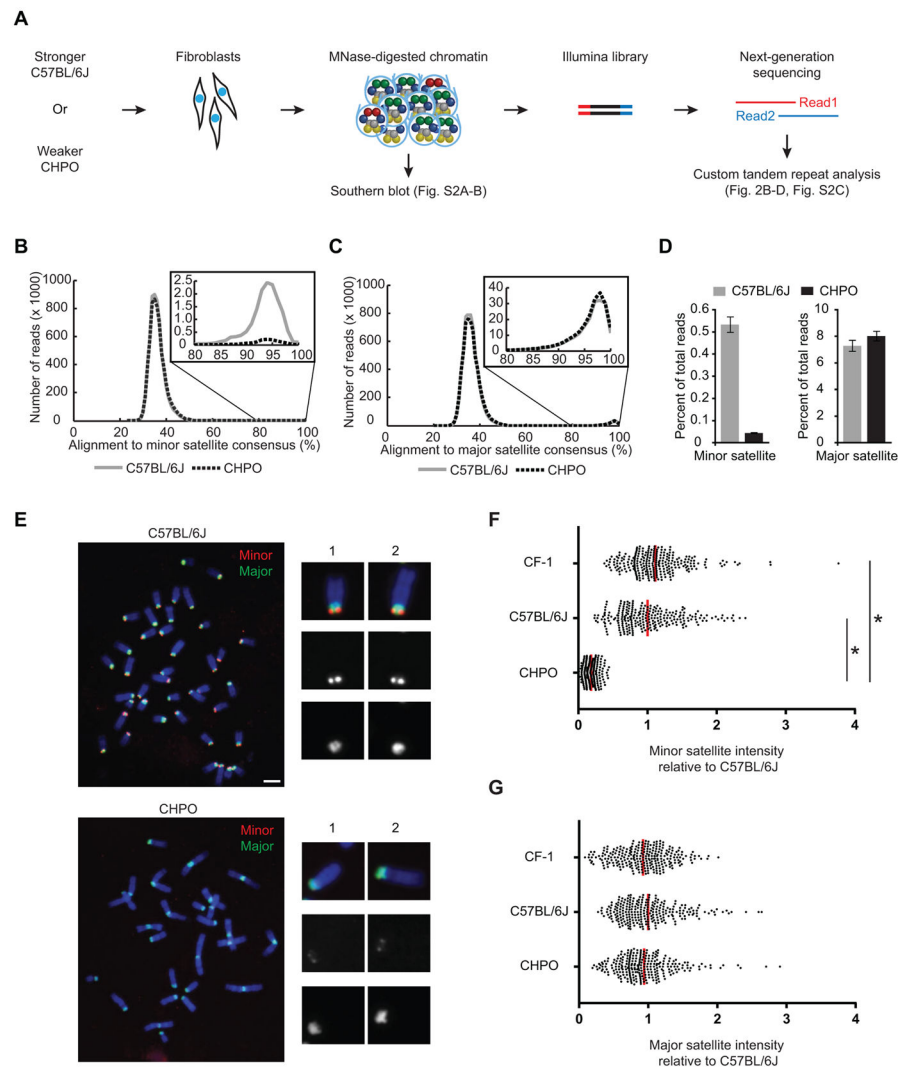 A
Stronger
C57BL/6J
Or
Weaker
CHPO
Fibroblasts
MNase-digested chromatin
Illumina library
Next-generation
sequencing
Read1
Read2
Southern blot (Fig. S2A-B)
Custom tandem repeat analysis
(Fig. 2B-D, Fig. S2C)
B
Number of reads (x 1000)
1000
800
600
400
200
0
0 20 40 60 80 100
2.5
2.0
1.5
1.0
0.5
0
80 85 90 95 100
Alignment to minor satellite consensus (%)
C57BL/6J CHPO
C
Number of reads (x 1000)
1000
800
600
400
200
0
0 20 40 60 80 100
40
30
20
10
0
80 85 90 95 100
Alignment to major satellite consensus (%)
C57BL/6J CHPO
D
C57BL/6J CHPO
Percent of total reads
0.6
0.5
0.4
0.3
0.2
0.1
0
Minor satellite
Percent of total reads
10
8
6
4
2
0
Major satellite
E
C57BL/6J
Minor
Major
1 2
CHPO
Minor
Major
1 2
F
CF-1
C57BL/6J
CHPO
*
*
0 1 2 3 4
Minor satellite intensity
relative to C57BL/6J
G
CF-1
C57BL/6J
CHPO
0 1 2 3 4
Major satellite intensity
relative to C57BL/6J